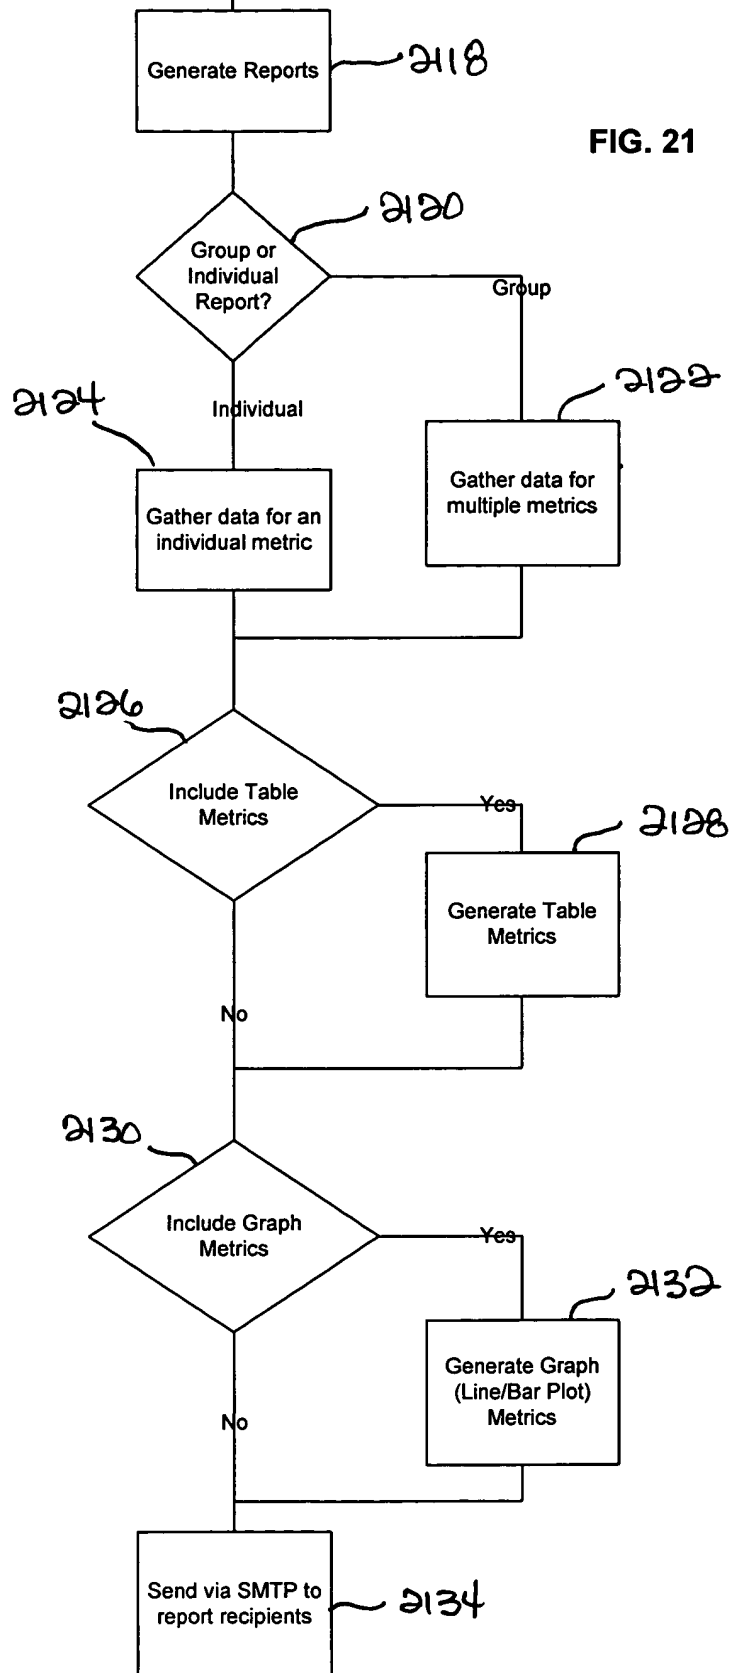 Generate Reports
2118
FIG. 21
2120
Group or
Individual
Report?
Group
2122
2124
Individual
Gather data for
multiple metrics
Gather data for an
individual metric
2126
Include Table
Metrics
Yes
2128
Generate Table
Metrics
No
2130
Include Graph
Metrics
Yes
2132
Generate Graph
(Line/Bar Plot)
Metrics
No
Send via SMTP to
report recipients
2134